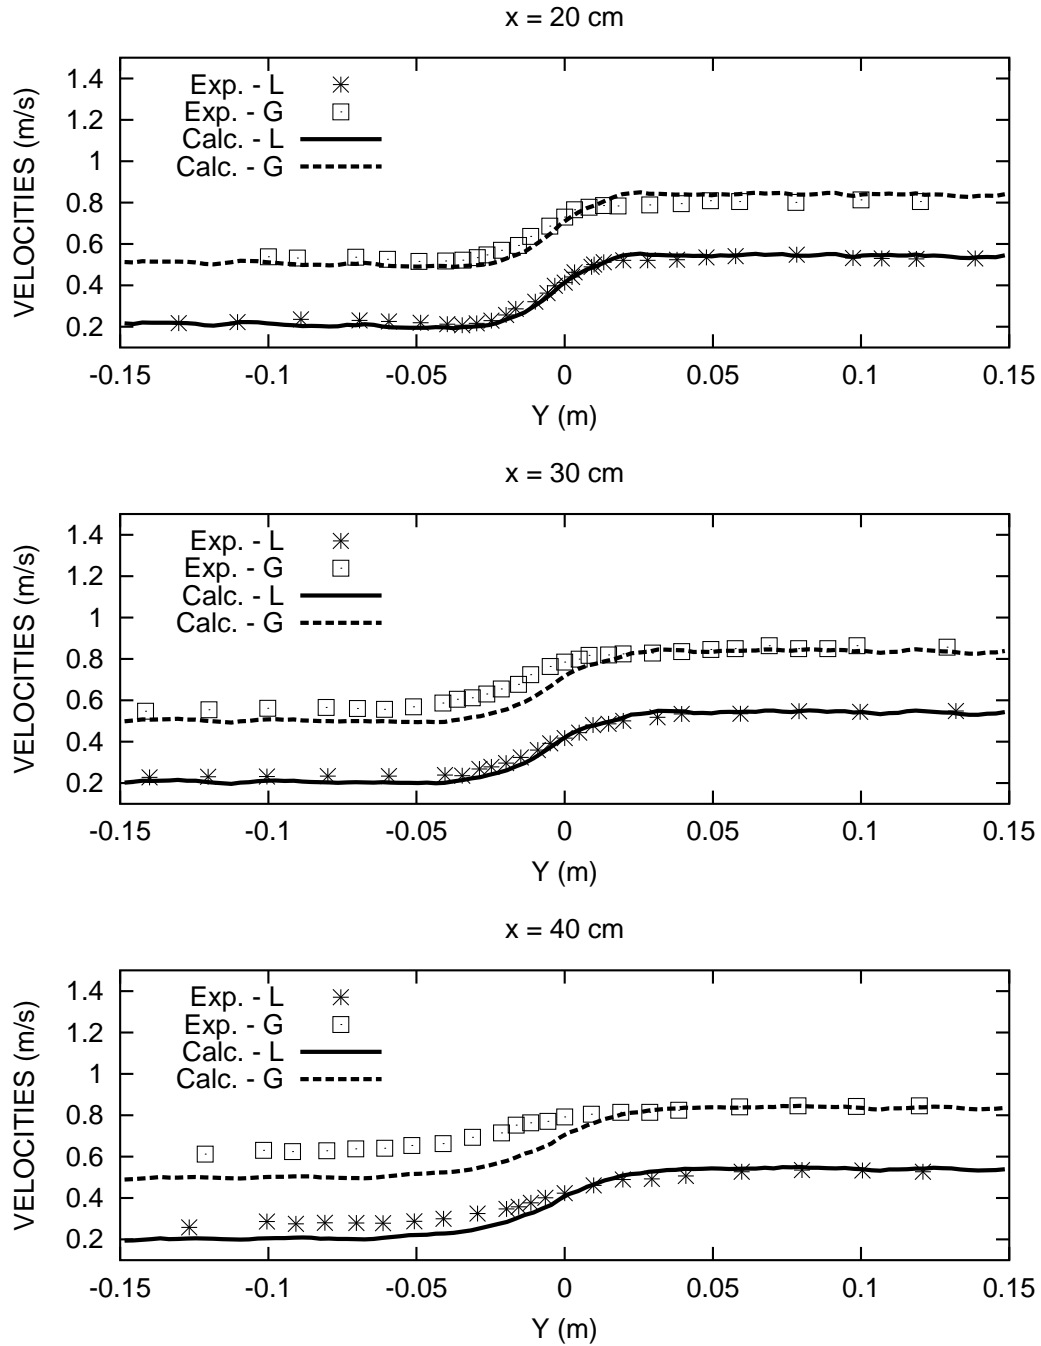 x = 20 cm
VELOCITIES (m/s)
1.4
1.2
1
0.8
0.6
0.4
0.2
Exp. - L
Exp. - G
Calc. - L
Calc. - G
-0.15 -0.1 -0.05 0 0.05 0.1 0.15
Y (m)
x = 30 cm
VELOCITIES (m/s)
1.4
1.2
1
0.8
0.6
0.4
0.2
Exp. - L
Exp. - G
Calc. - L
Calc. - G
-0.15 -0.1 -0.05 0 0.05 0.1 0.15
Y (m)
x = 40 cm
VELOCITIES (m/s)
1.4
1.2
1
0.8
0.6
0.4
0.2
Exp. - L
Exp. - G
Calc. - L
Calc. - G
-0.15 -0.1 -0.05 0 0.05 0.1 0.15
Y (m)